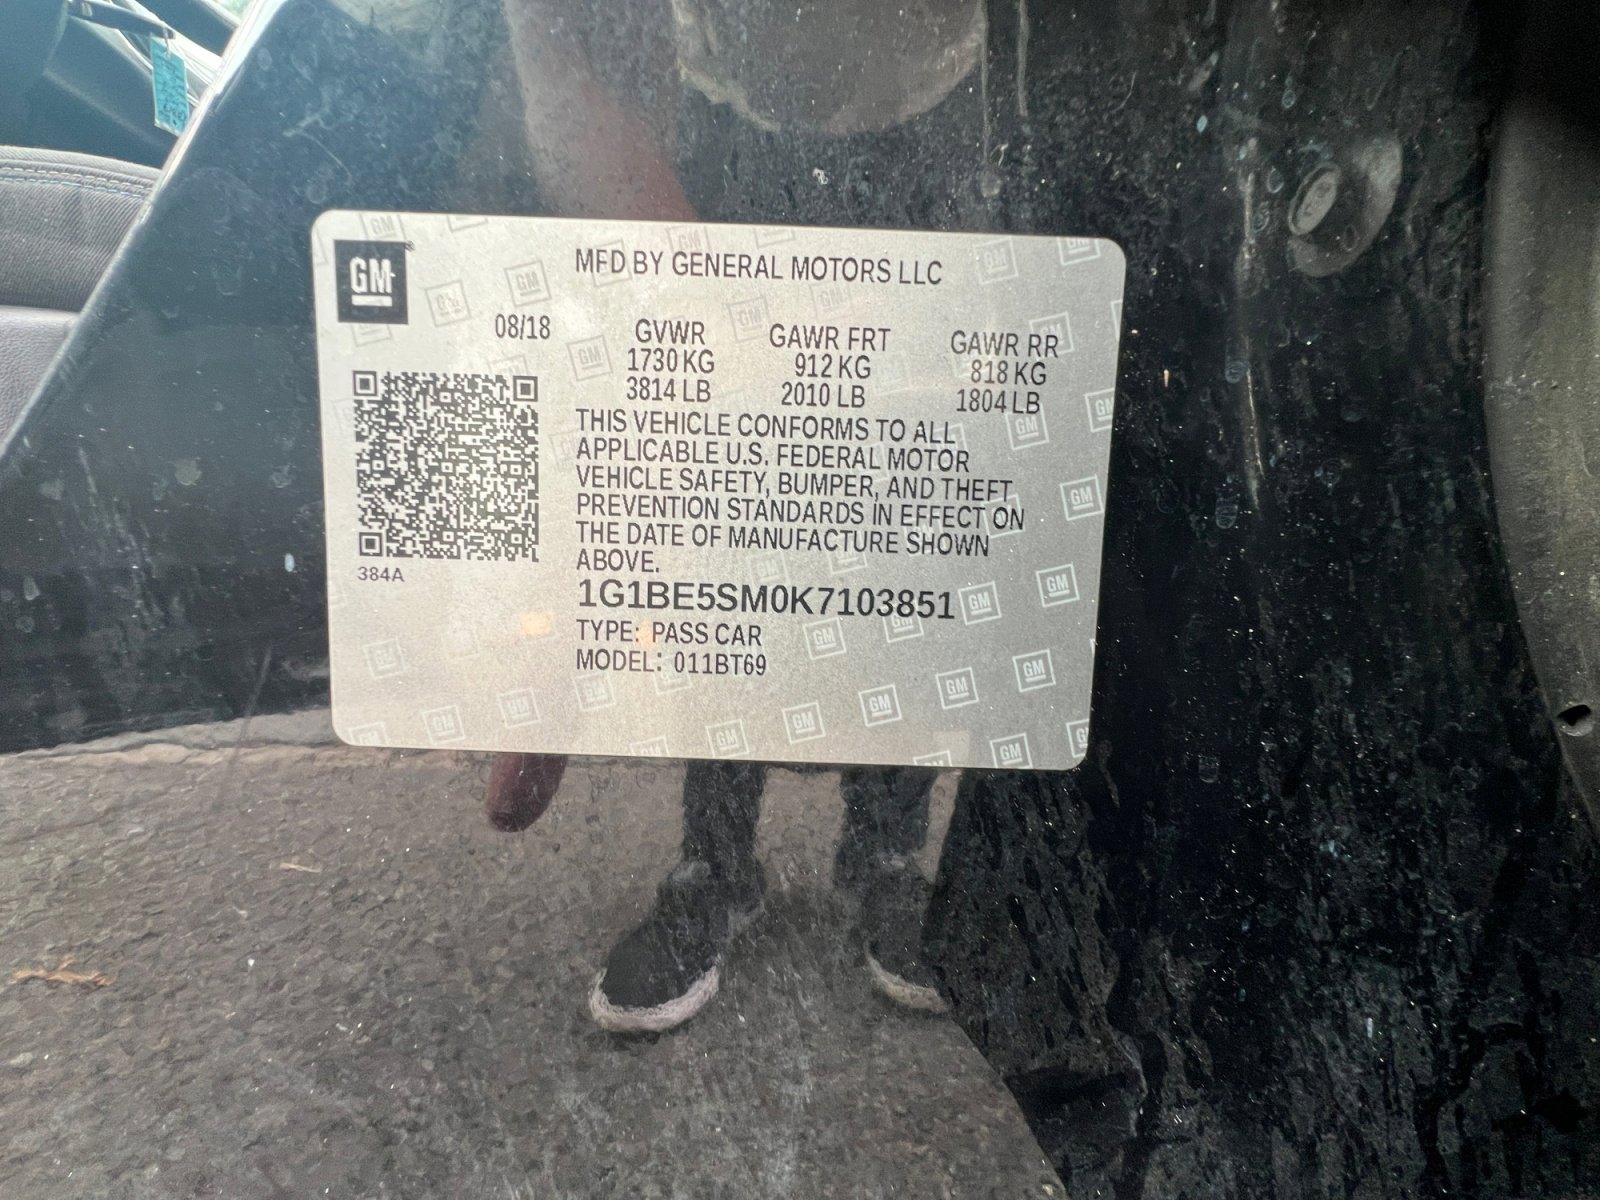 GM
MFD BY GENERAL MOTORS LLC
08/18
GVWR GAWR FRT GAWR RR
1730 KG 912 KG 818 KG
3814 LB 2010 LB 1804 LB
THIS VEHICLE CONFORMS TO ALL
APPLICABLE U.S. FEDERAL MOTOR
VEHICLE SAFETY, BUMPER, AND THEFT
PREVENTION STANDARDS IN EFFECT ON
THE DATE OF MANUFACTURE SHOWN
ABOVE.
384A
1G1BE5SM0K7103851
TYPE: PASS CAR
MODEL: 011BT69